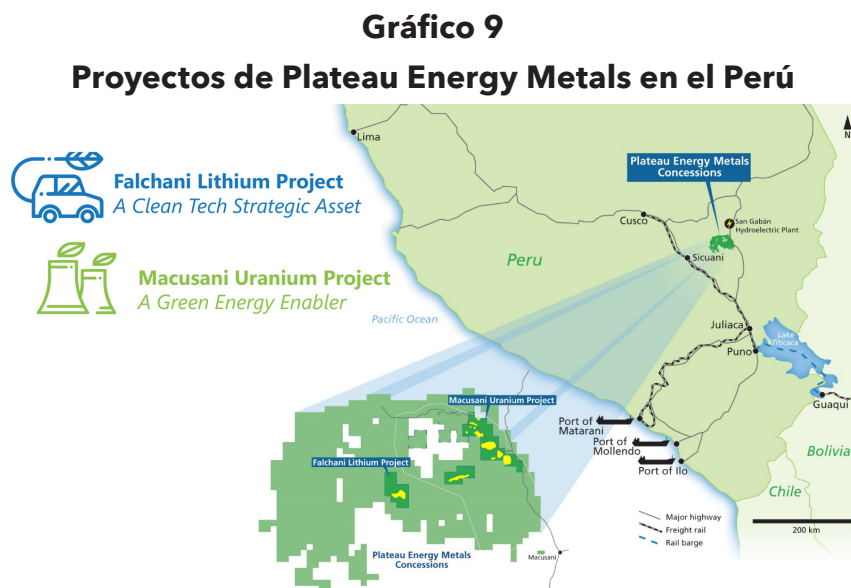 Gráfico 9
Proyectos de Plateau Energy Metals en el Perú
Falchani Lithium Project
A Clean Tech Strategic Asset
Macusani Uranium Project
A Green Energy Enabler
Lima
N
Plateau Energy Metals
Concessions
San Gabán
Hydroelectric Plant
Cusco
Sicuani
Peru
Pacific Ocean
Juliaca
Puno
Lake
Titicaca
Guaqui
Port of
Matarani
Port of
Mollendo
Port of Ilo
Bolivia
Chile
Macusani Uranium Project
Falchani Lithium Project
Plateau Energy Metals
Concessions
Macusani
Major highway
Freight rail
Rail barge
200 km